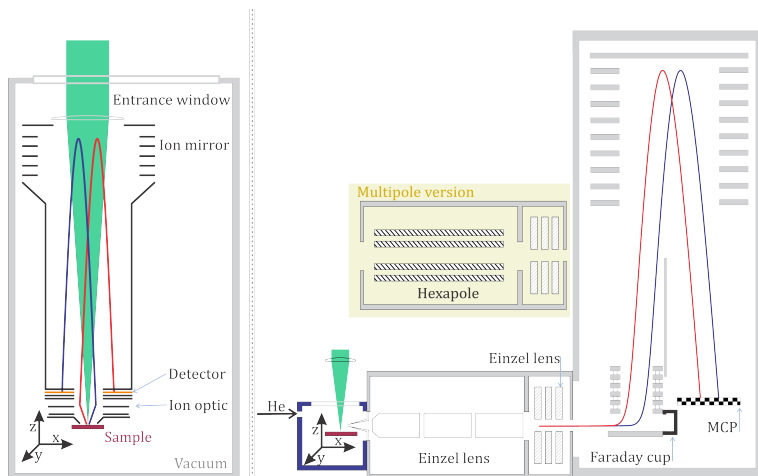 Entrance window
Ion mirror
Detector
Ion optic
z
x
y
Sample
Vacuum
Multipole version
Hexapole
Einzel lens
He
z
x
y
Einzel lens
MCP
Faraday cup